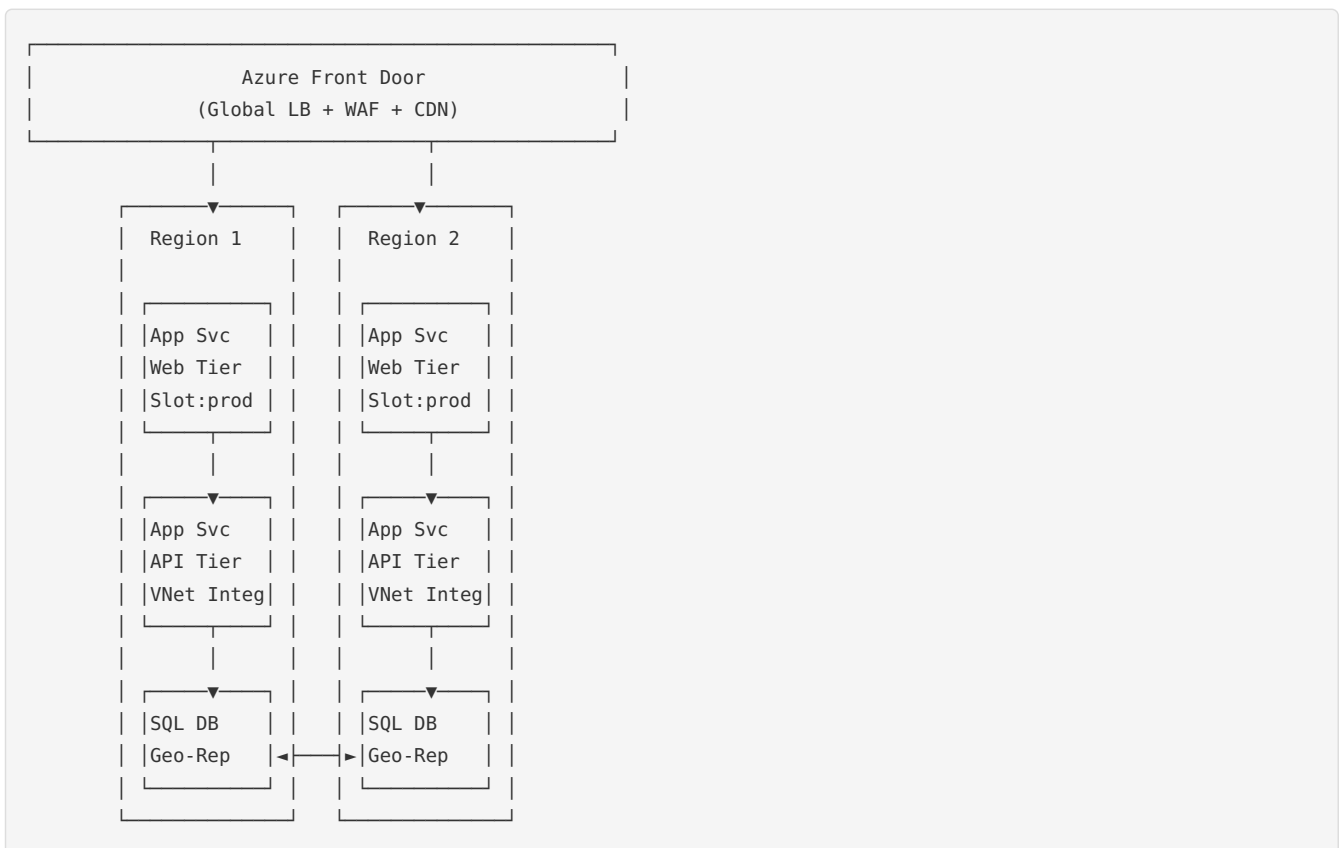 Azure Front Door
(Global LB + WAF + CDN)
Region 1 Region 2
App Svc App Svc
Web Tier Web Tier
Slot:prod Slot:prod
App Svc App Svc
API Tier API Tier
VNet Integ VNet Integ
SQL DB SQL DB
Geo-Rep Geo-Rep